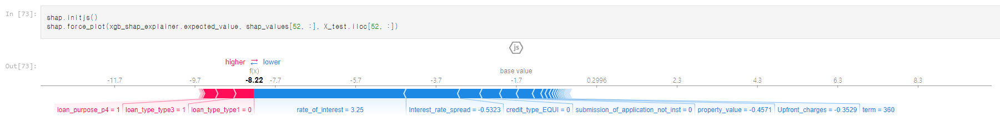 In [73]:
shap.initjs()
shap.force_plot(xgb_shap_explainer.expected_value, shap_values[52, :], X_test.iloc[52, :])
js
Out[73]:
higher ⇄ lower
f(x) base value
-11.7 -9.7 -8.22 -7.7 -5.7 -3.7 -1.7 0.2996 2.3 4.3 6.3 8.3
loan_purpose_p4 = 1 loan_type_type3 = 1 loan_type_type1 = 0 rate_of_interest = 3.25 Interest_rate_spread = -0.5323 credit_type_EQUI = 0 submission_of_application_not_inst = 0 property_value = -0.4571 Upfront_charges = -0.3529 term = 360